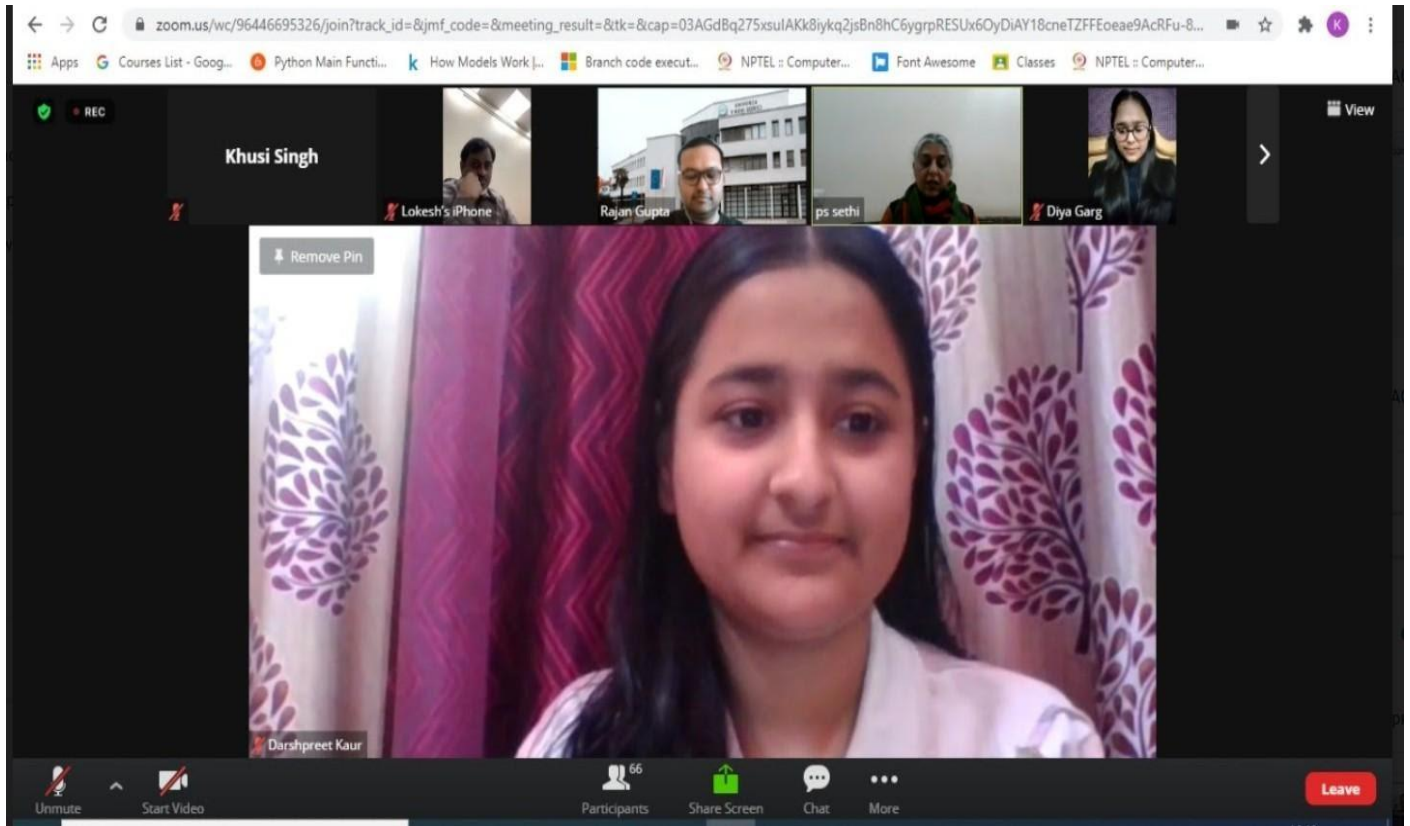 zoom.us/wc/96446695326/join?track_id=&jmf_code=&meeting_result=&tk=&cap=03AGdBq275xsuIAKk8iykq2jsBn8hC6ygrpRESUx6OyDiAY18cneTZFFEoeae9AcRFu-8...
K
Apps Courses List - Goog... Python Main Functi... How Models Work |... Branch code execut... NPTEL :: Computer... Font Awesome Classes NPTEL :: Computer...
REC
View
Khusi Singh
Lokesh's iPhone
Rajan Gupta
ps sethi
Diya Garg
Remove Pin
Darshpreet Kaur
66
Unmute Start Video Participants Share Screen Chat More
Leave